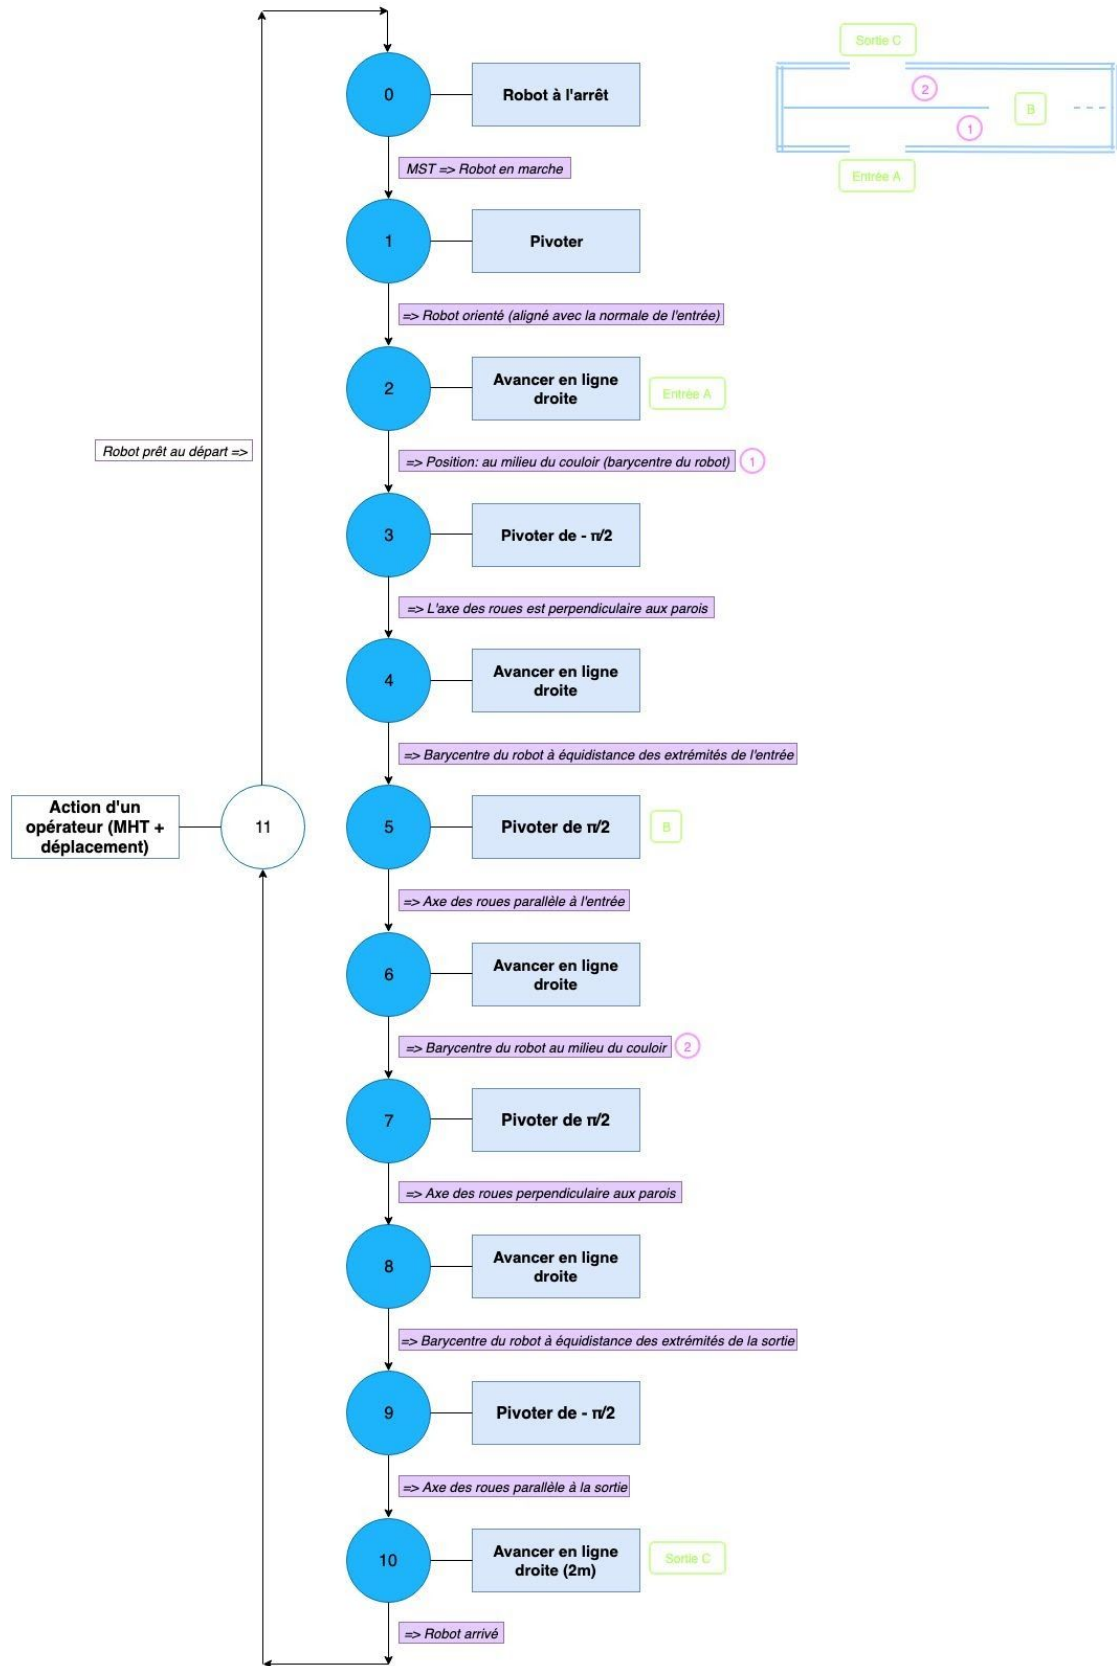 Sortie C
0
Robot à l'arrêt
2
B
1
MST => Robot en marche
Entrée A
1
Pivoter
=> Robot orienté (aligné avec la normale de l'entrée)
2
Avancer en ligne
droite
Entrée A
Robot prêt au départ =>
=> Position: au milieu du couloir (barycentre du robot)
1
3
Pivoter de - π/2
=> L'axe des roues est perpendiculaire aux parois
4
Avancer en ligne
droite
=> Barycentre du robot à équidistance des extrémités de l'entrée
Action d'un
opérateur (MHT +
déplacement)
11
5
Pivoter de π/2
B
=> Axe des roues parallèle à l'entrée
6
Avancer en ligne
droite
=> Barycentre du robot au milieu du couloir
2
7
Pivoter de π/2
=> Axe des roues perpendiculaire aux parois
8
Avancer en ligne
droite
=> Barycentre du robot à équidistance des extrémités de la sortie
9
Pivoter de - π/2
=> Axe des roues parallèle à la sortie
10
Avancer en ligne
droite (2m)
Sortie C
=> Robot arrivé